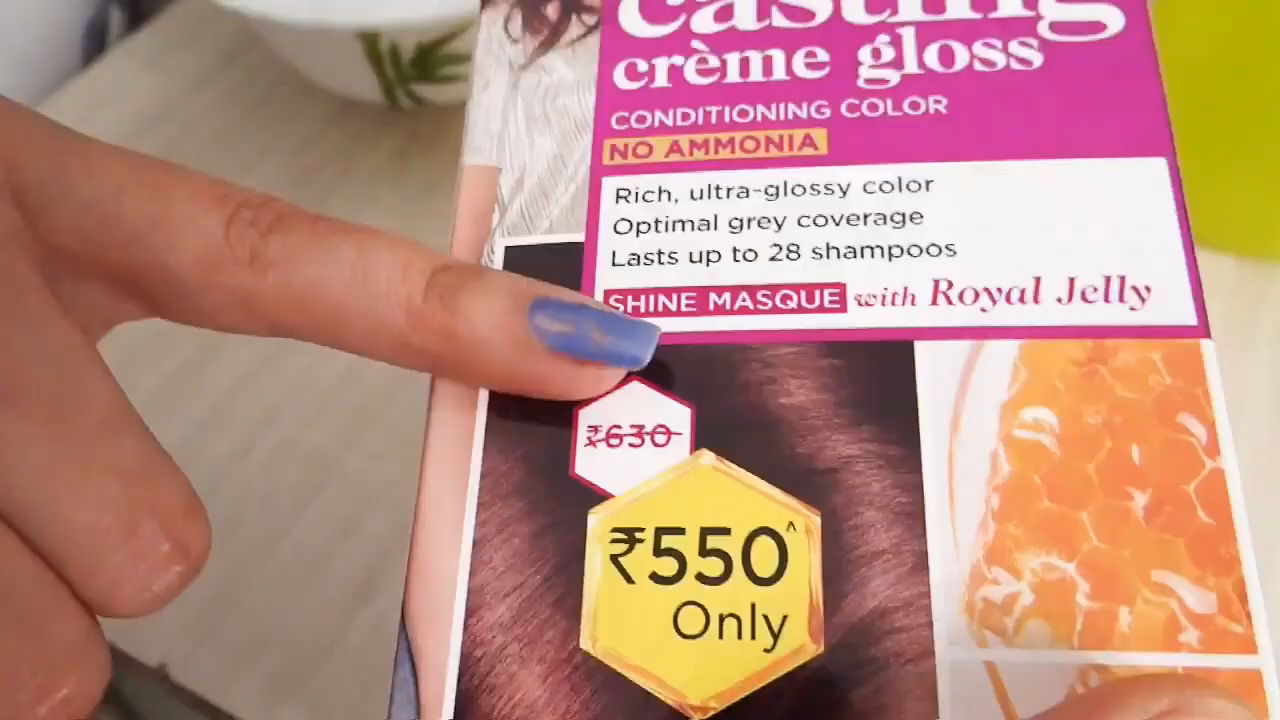 casting
crème gloss
CONDITIONING COLOR
NO AMMONIA
Rich, ultra-glossy color
Optimal grey coverage
Lasts up to 28 shampoos
SHINE MASQUE with Royal Jelly
₹630
₹550^
Only